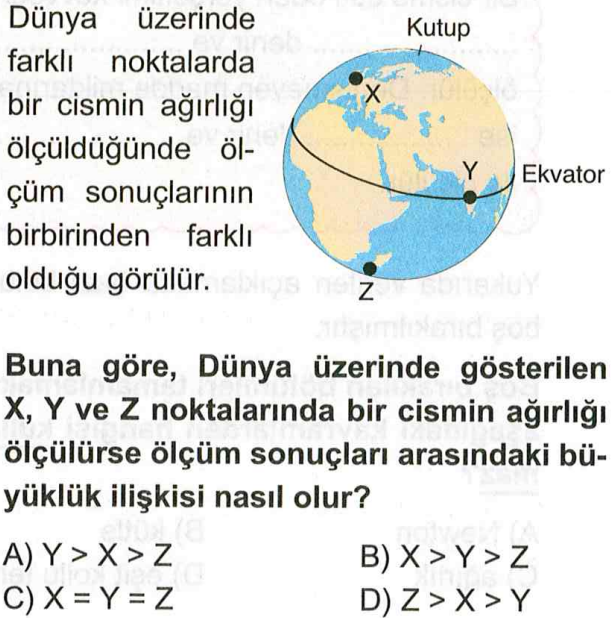 Dünya üzerinde
farklı noktalarda
bir cismin ağırlığı
ölçüldüğünde öl-
çüm sonuçlarının
birbirinden farklı
olduğu görülür.
Kutup
X
Y
Ekvator
Z
Buna göre, Dünya üzerinde gösterilen
X, Y ve Z noktalarında bir cismin ağırlığı
ölçülürse ölçüm sonuçları arasındaki bü-
yüklük ilişkisi nasıl olur?
A) Y > X > Z
B) X > Y > Z
C) X = Y = Z
D) Z > X > Y